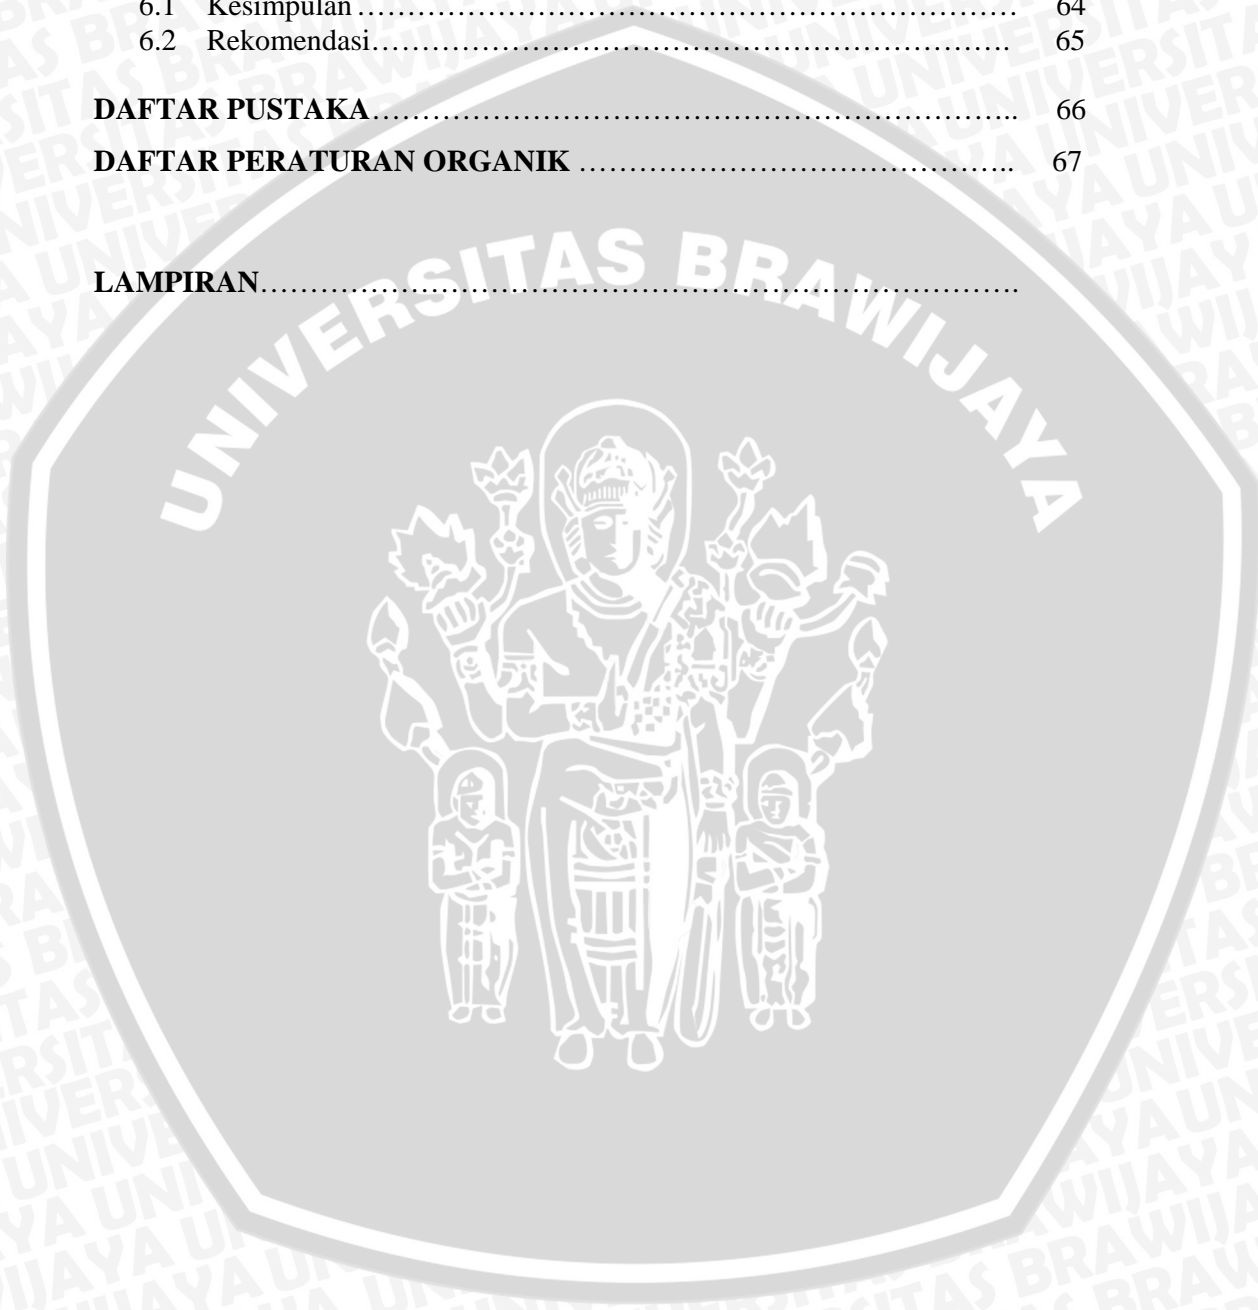 6.1 Kesimpulan……………………………………………………… 64
6.2 Rekomendasi………………………………………………………. 65
DAFTAR PUSTAKA……………………………………………………….. 66
DAFTAR PERATURAN ORGANIK …………………………………….. 67
LAMPIRAN………………………………………………………………….
UNIVERSITAS BRAWIJAYA